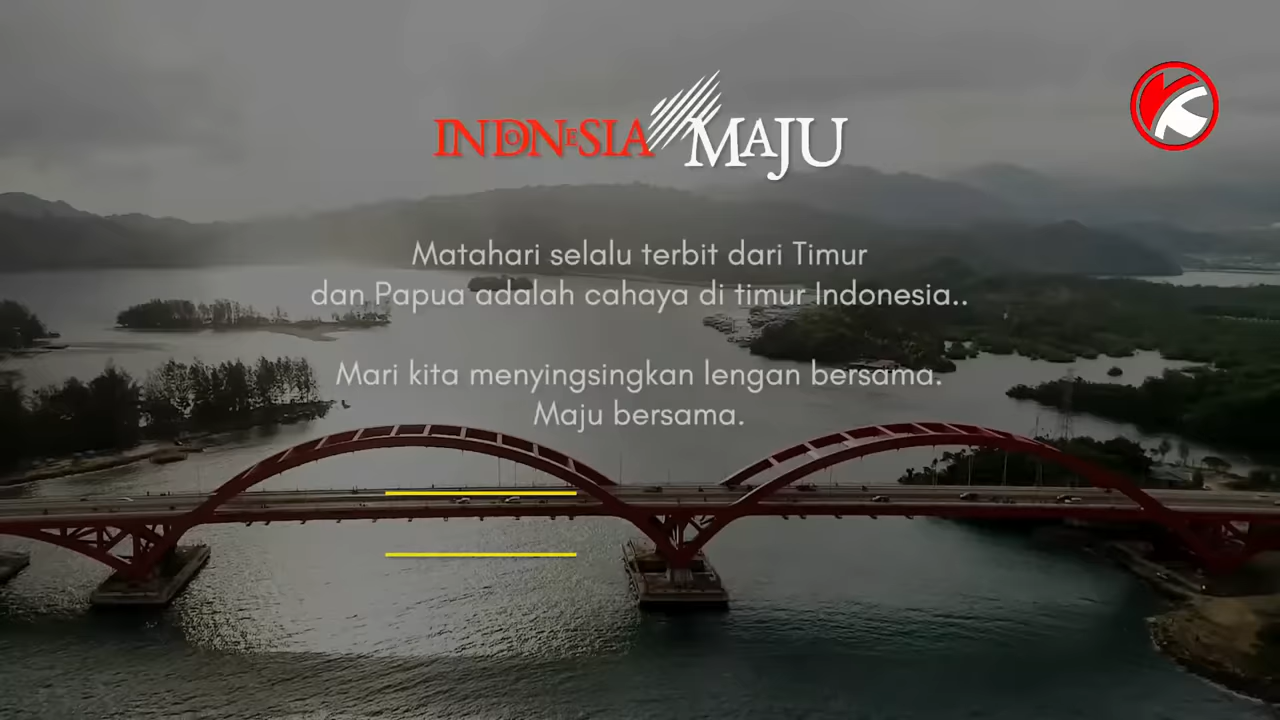 INDONESIA MAJU
Matahari selalu terbit dari Timur
dan Papua adalah cahaya di timur Indonesia..
Mari kita menyingsingkan lengan bersama.
Maju bersama.